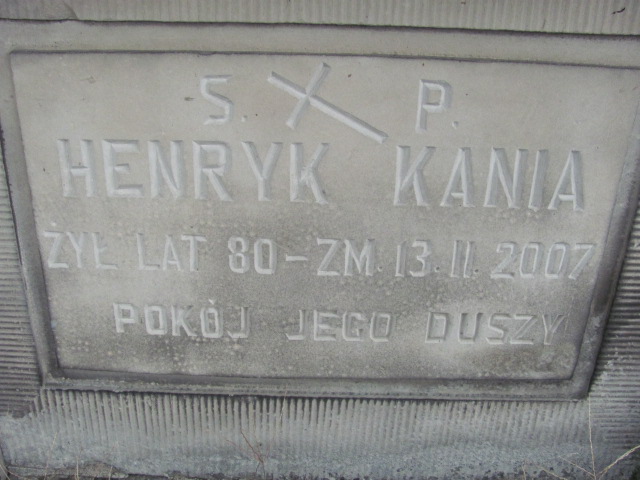 S. P.
HENRYK KANIA
ŻYŁ LAT 80-ZM. 13.II.2007
POKÓJ JEGO DUSZY